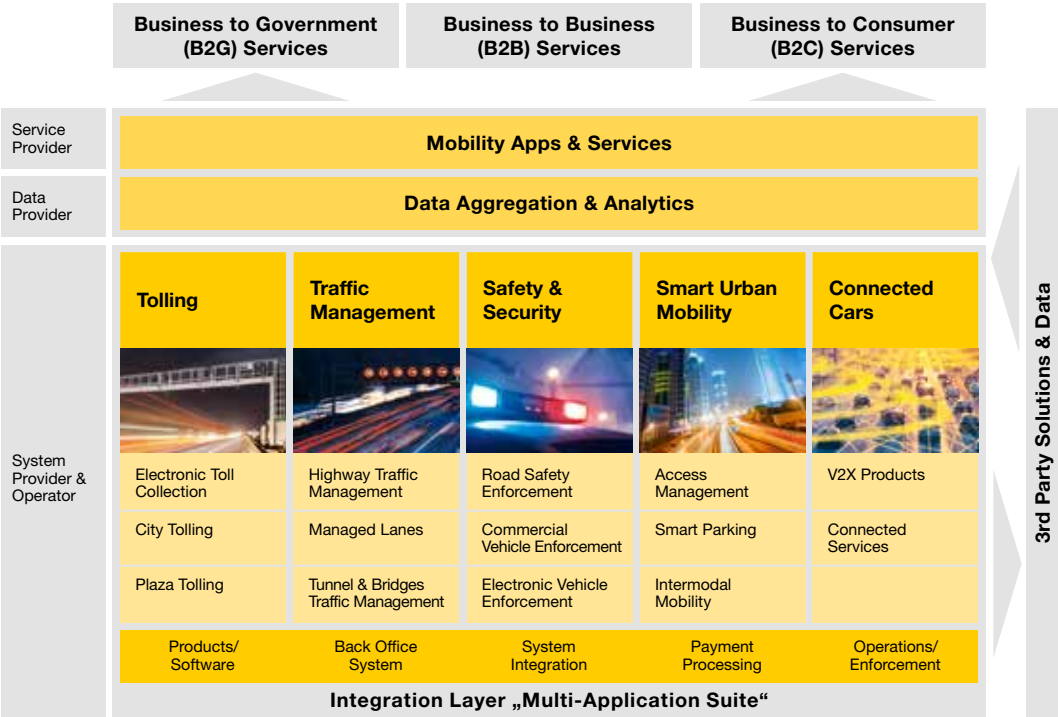 Business to Government
(B2G) Services
Business to Business
(B2B) Services
Business to Consumer
(B2C) Services
Service
Provider
Mobility Apps & Services
Data
Provider
Data Aggregation & Analytics
System
Provider &
Operator
Tolling
Traffic
Management
Safety &
Security
Smart Urban
Mobility
Connected
Cars
Electronic Toll
Collection
Highway Traffic
Management
Road Safety
Enforcement
Access
Management
V2X Products
City Tolling
Managed Lanes
Commercial
Vehicle Enforcement
Smart Parking
Connected
Services
Plaza Tolling
Tunnel & Bridges
Traffic Management
Electronic Vehicle
Enforcement
Intermodal
Mobility
Products/
Software
Back Office
System
System
Integration
Payment
Processing
Operations/
Enforcement
Integration Layer „Multi-Application Suite“
3rd Party Solutions & Data